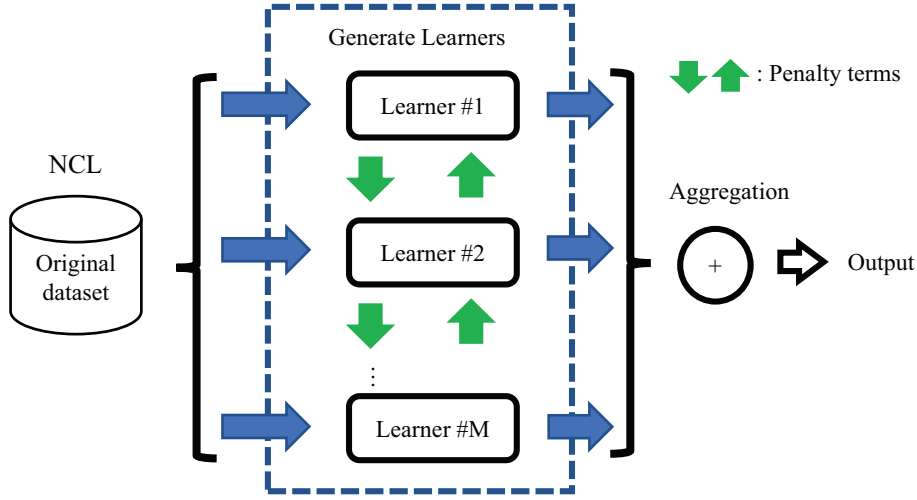 Generate Learners
Learner #1
: Penalty terms
NCL
Original
dataset
Learner #2
Aggregation
+
Output
⋮
Learner #M